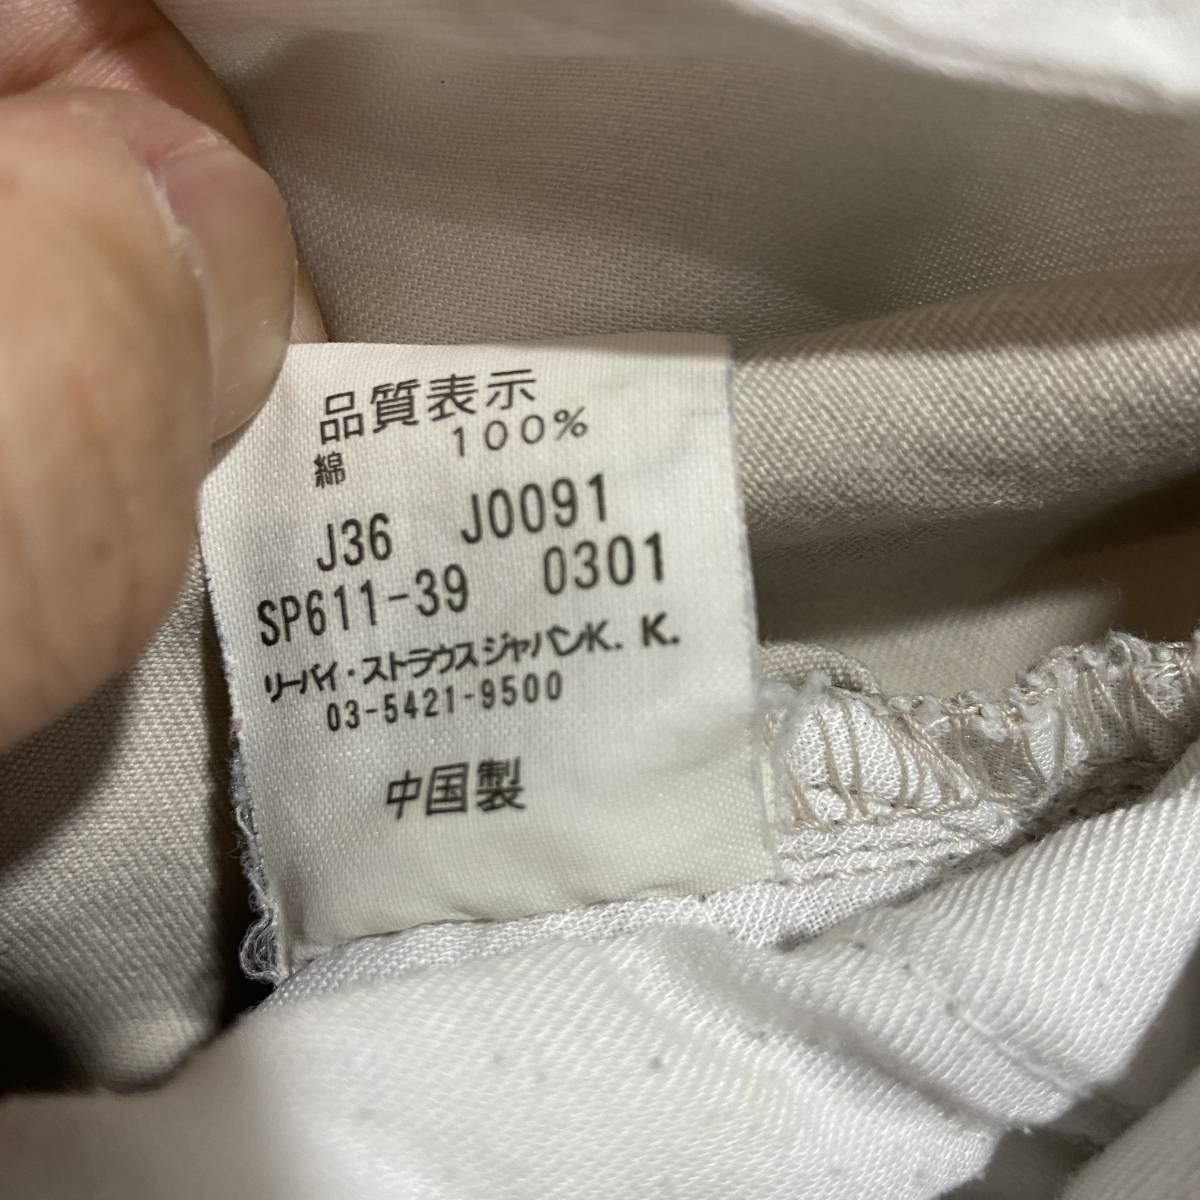 品質表示
綿 100%
J36 J0091
SP611-39 0301
リーバイ・ストラウスジャパンK. K.
03-5421-9500
中国製